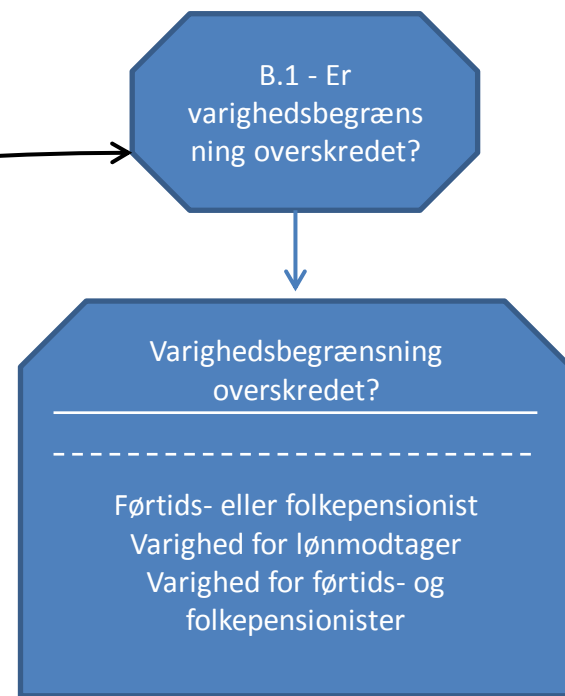 B.1 - Er
varighedsbegræns
ning overskredet?
Varighedsbegrænsning
overskredet?
Førtids- eller folkepensionist
Varighed for lønmodtager
Varighed for førtids- og
folkepensionister